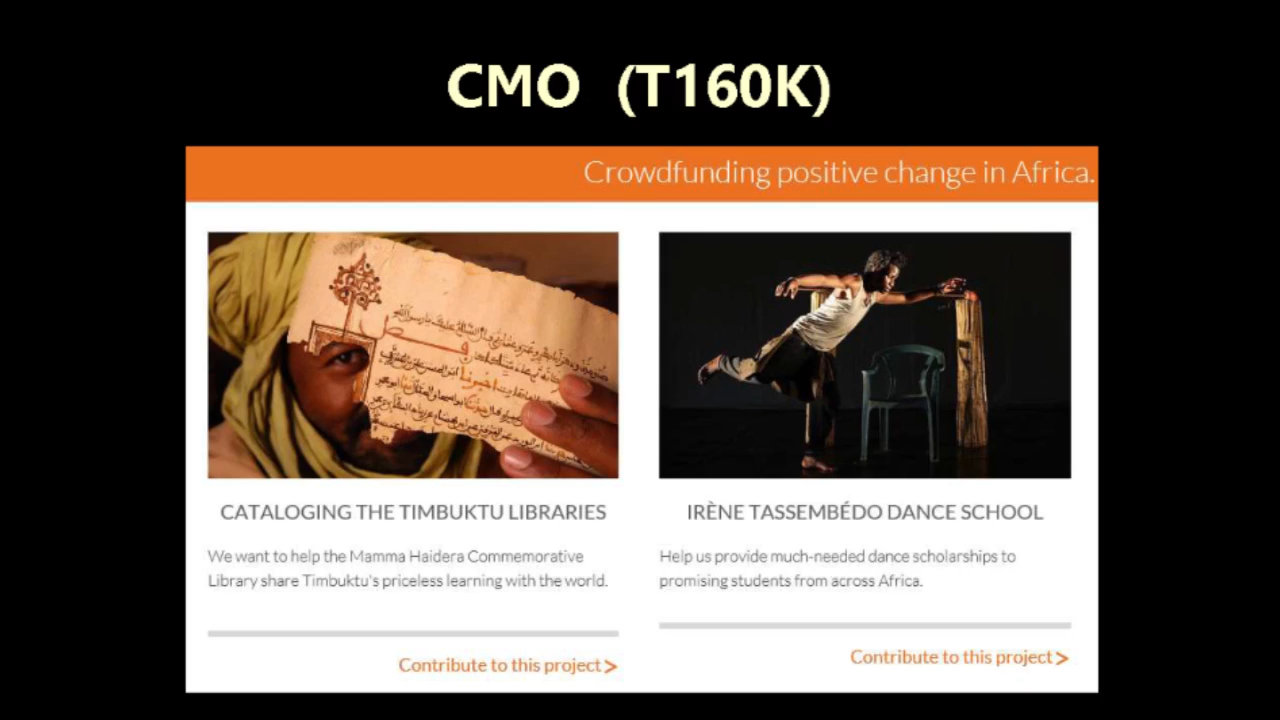 CMO (T160K)
Crowdfunding positive change in Africa.
CATALOGING THE TIMBUKTU LIBRARIES
We want to help the Mamma Haidera Commemorative
Library share Timbuktu's priceless learning with the world.
Contribute to this project >
IRÈNE TASSEMBÉDO DANCE SCHOOL
Help us provide much-needed dance scholarships to
promising students from across Africa.
Contribute to this project >